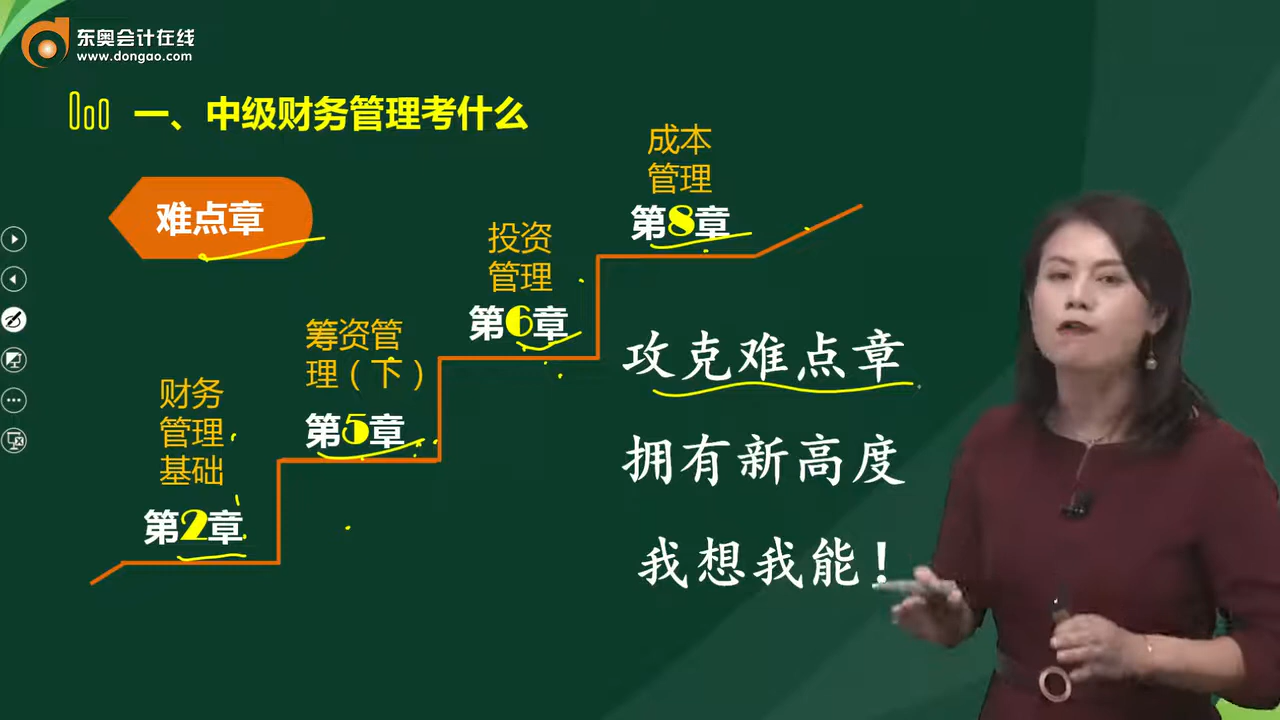 东奥会计在线
www.dongao.com
一、中级财务管理考什么
难点章
财务
管理
基础
第2章
筹资管
理（下）
第5章
投资
管理
第6章
成本
管理
第8章
攻克难点章
拥有新高度
我想我能！